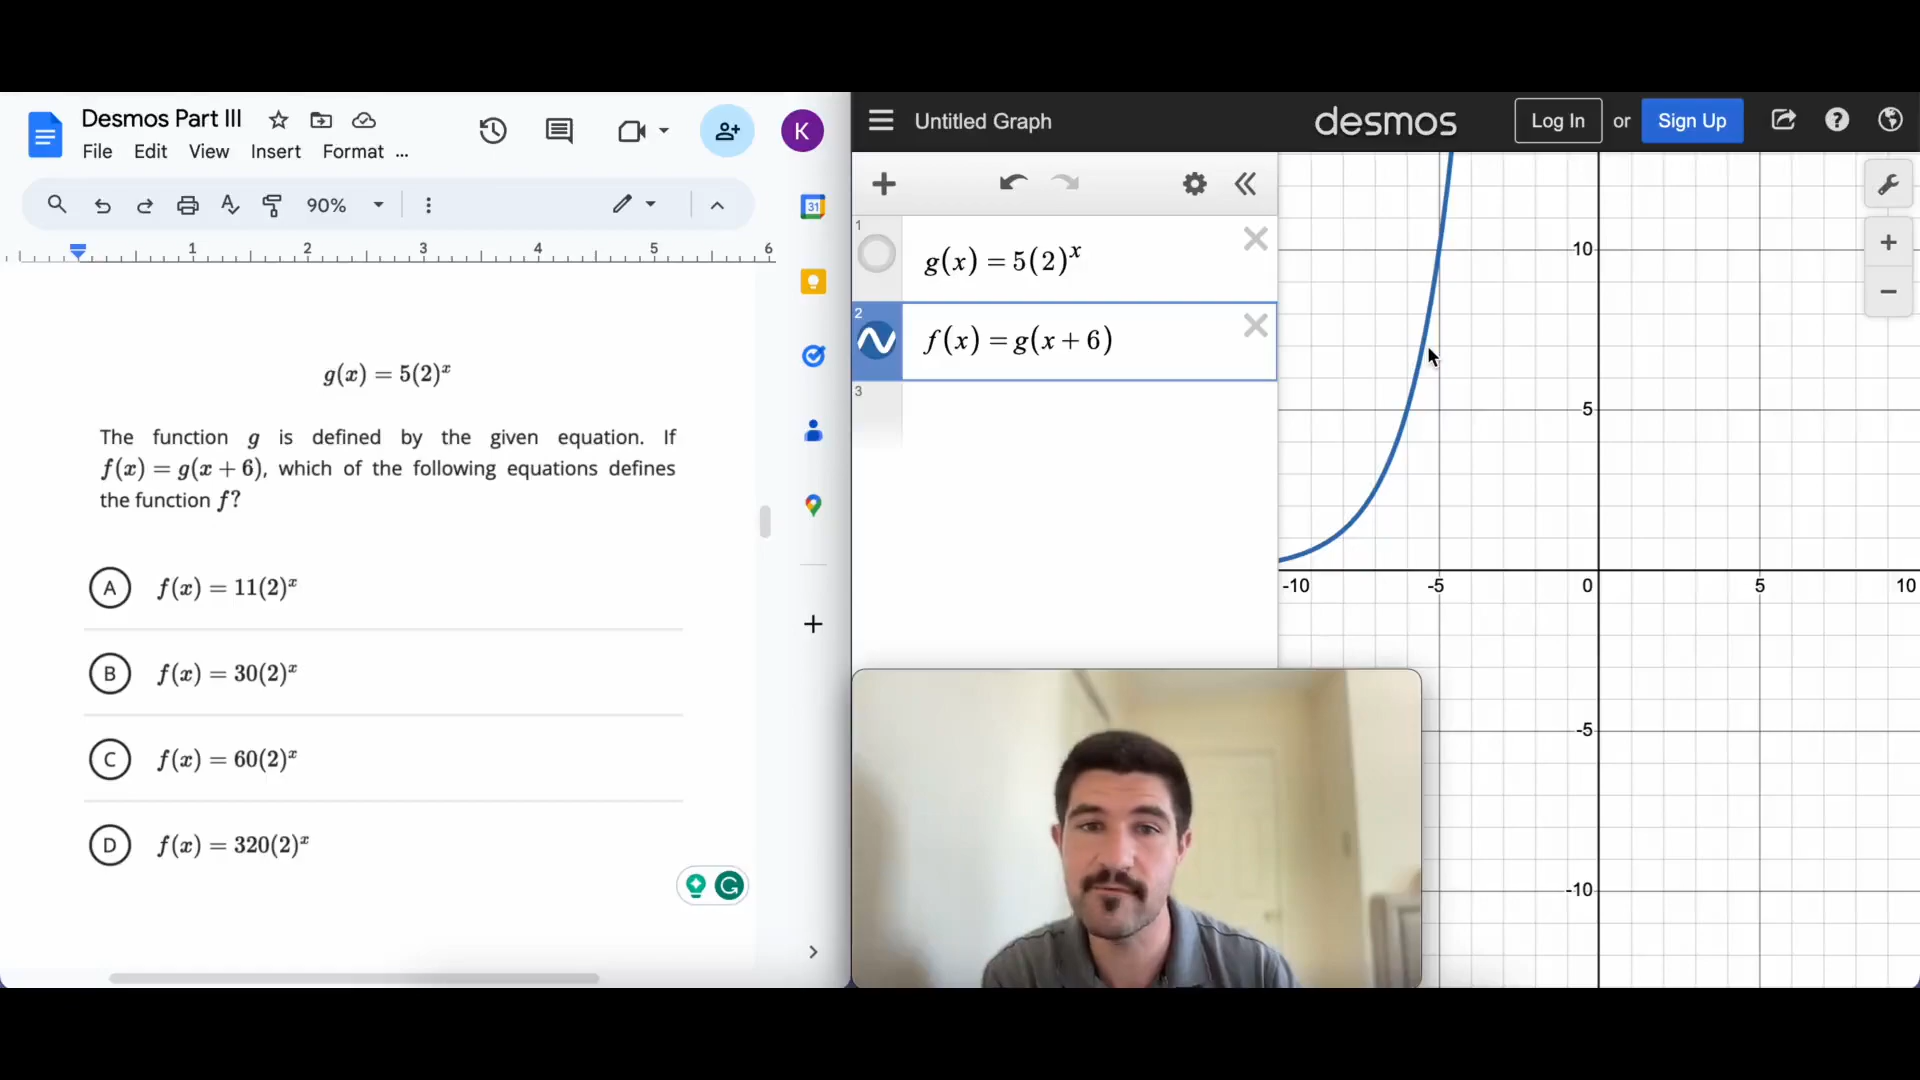 Desmos Part III
File Edit View Insert Format ...
K
90%
31
1 2 3 4 5 6
g(x) = 5(2)^x
The function g is defined by the given equation. If
f(x) = g(x + 6), which of the following equations defines
the function f?
A f(x) = 11(2)^x
B f(x) = 30(2)^x
C f(x) = 60(2)^x
D f(x) = 320(2)^x
Untitled Graph
desmos
Log In or Sign Up
1
g(x) = 5(2)^x
2
f(x) = g(x + 6)
3
10
5
-10 -5 0 5 10
-5
-10